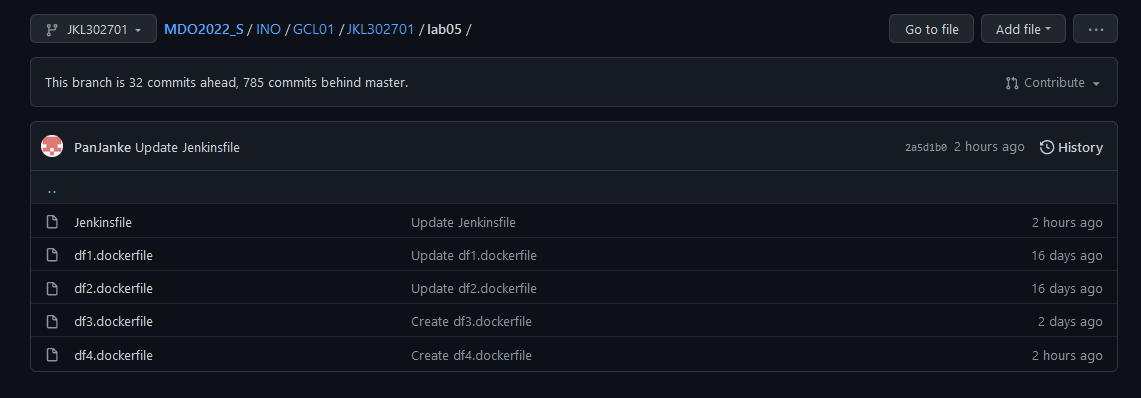 JKL302701 MDO2022_S / INO / GCL01 / JKL302701 / lab05 / Go to file Add file ...
This branch is 32 commits ahead, 785 commits behind master. Contribute
PanJanke Update Jenkinsfile 2a5d1b0 2 hours ago History
..
Jenkinsfile Update Jenkinsfile 2 hours ago
df1.dockerfile Update df1.dockerfile 16 days ago
df2.dockerfile Update df2.dockerfile 16 days ago
df3.dockerfile Create df3.dockerfile 2 days ago
df4.dockerfile Create df4.dockerfile 2 hours ago